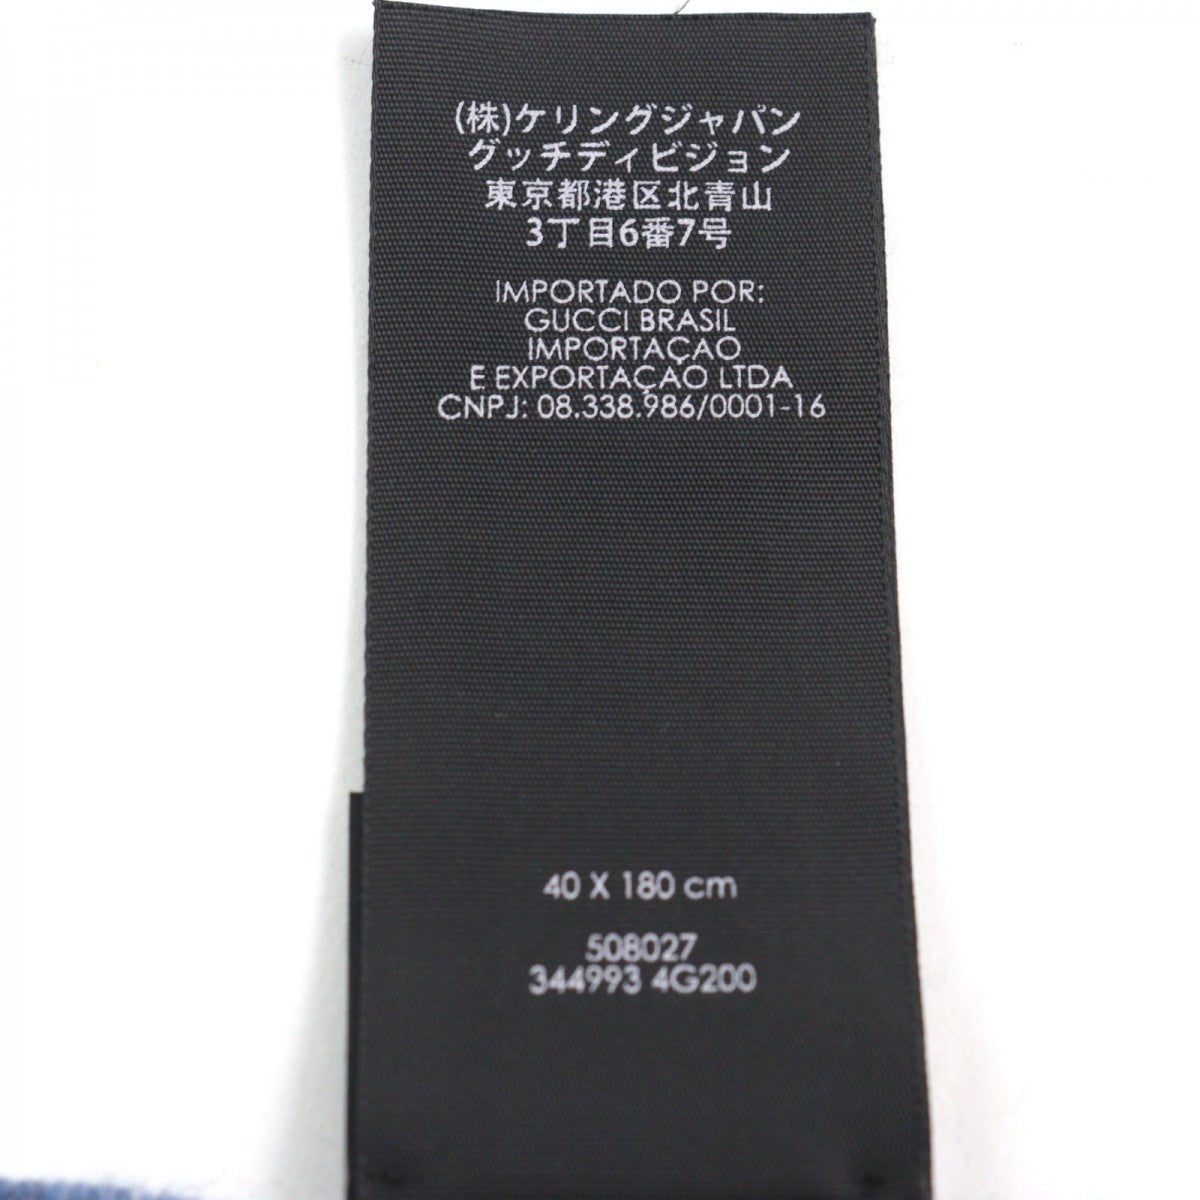 (株)ケリングジャパン
グッチディビジョン
東京都港区北青山
3丁目6番7号
IMPORTADO POR:
GUCCI BRASIL
IMPORTAÇAO
E EXPORTAÇAO LTDA
CNPJ: 08.338.986/0001-16
40 X 180 cm
508027
344993 4G200